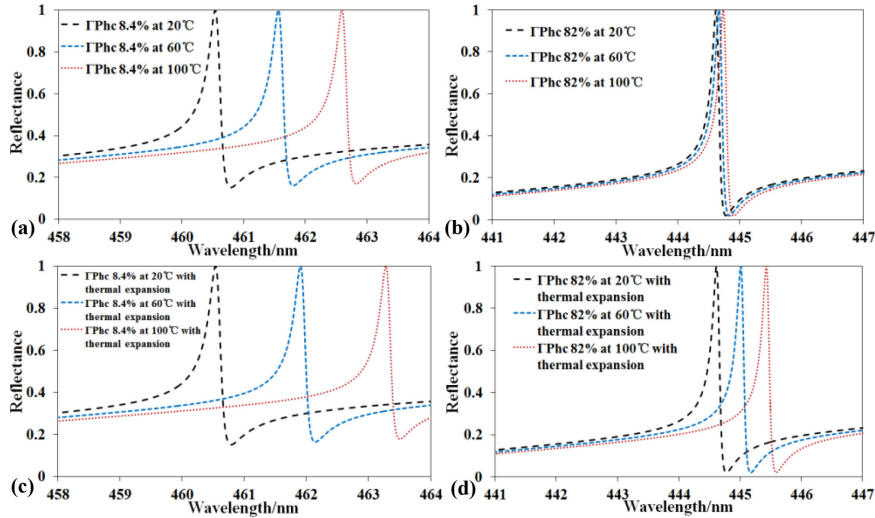 1
0.8
0.6
0.4
0.2
0
Reflectance
ΓPhc 8.4% at 20℃
ΓPhc 8.4% at 60℃
ΓPhc 8.4% at 100℃
458 459 460 461 462 463 464
Wavelength/nm
(a)
1
0.8
0.6
0.4
0.2
0
Reflectance
ΓPhc 82% at 20℃
ΓPhc 82% at 60℃
ΓPhc 82% at 100℃
441 442 443 444 445 446 447
Wavelength/nm
(b)
1
0.8
0.6
0.4
0.2
0
Reflectance
ΓPhc 8.4% at 20℃ with
thermal expansion
ΓPhc 8.4% at 60℃ with
thermal expansion
ΓPhc 8.4% at 100℃ with
thermal expansion
458 459 460 461 462 463 464
Wavelength/nm
(c)
1
0.8
0.6
0.4
0.2
0
Reflectance
ΓPhc 82% at 20℃ with
thermal expansion
ΓPhc 82% at 60℃ with
thermal expansion
ΓPhc 82% at 100℃ with
thermal expansion
441 442 443 444 445 446 447
Wavelength/nm
(d)